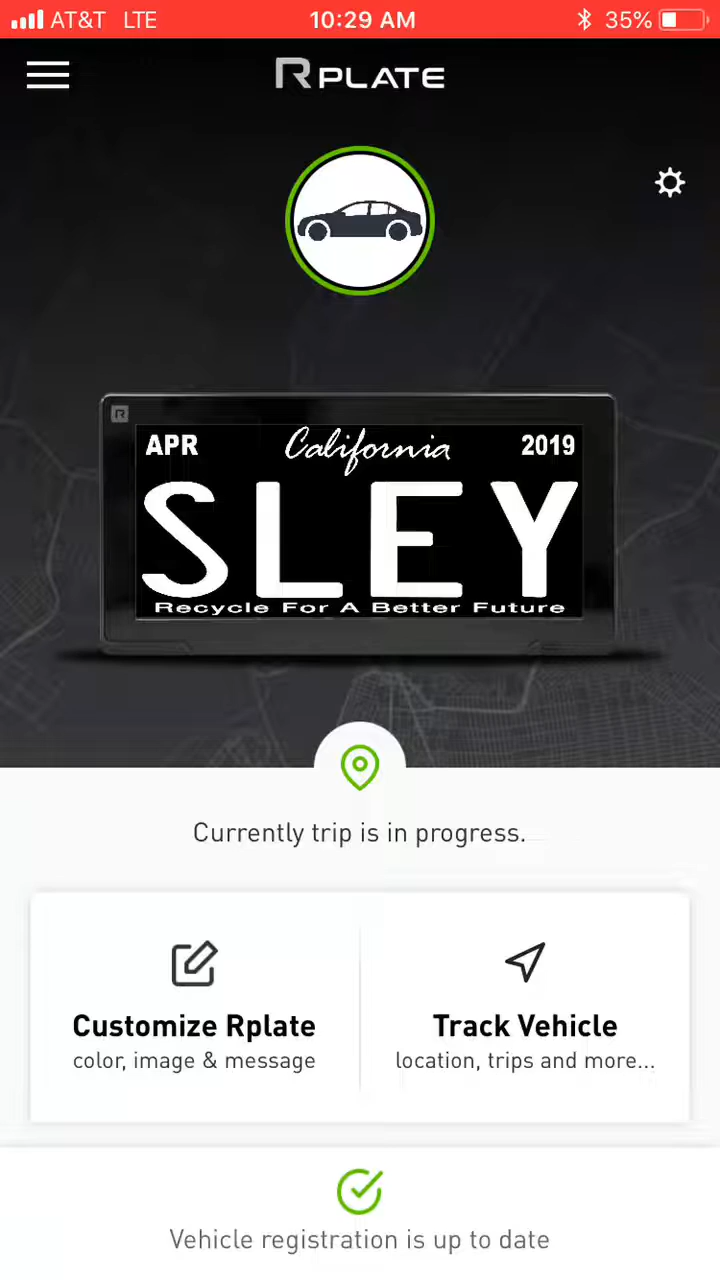 AT&T LTE 10:29 AM 35%
RPLATE
R
APR California 2019
SLEY
Recycle For A Better Future
Currently trip is in progress.
Customize Rplate
color, image & message
Track Vehicle
location, trips and more...
Vehicle registration is up to date